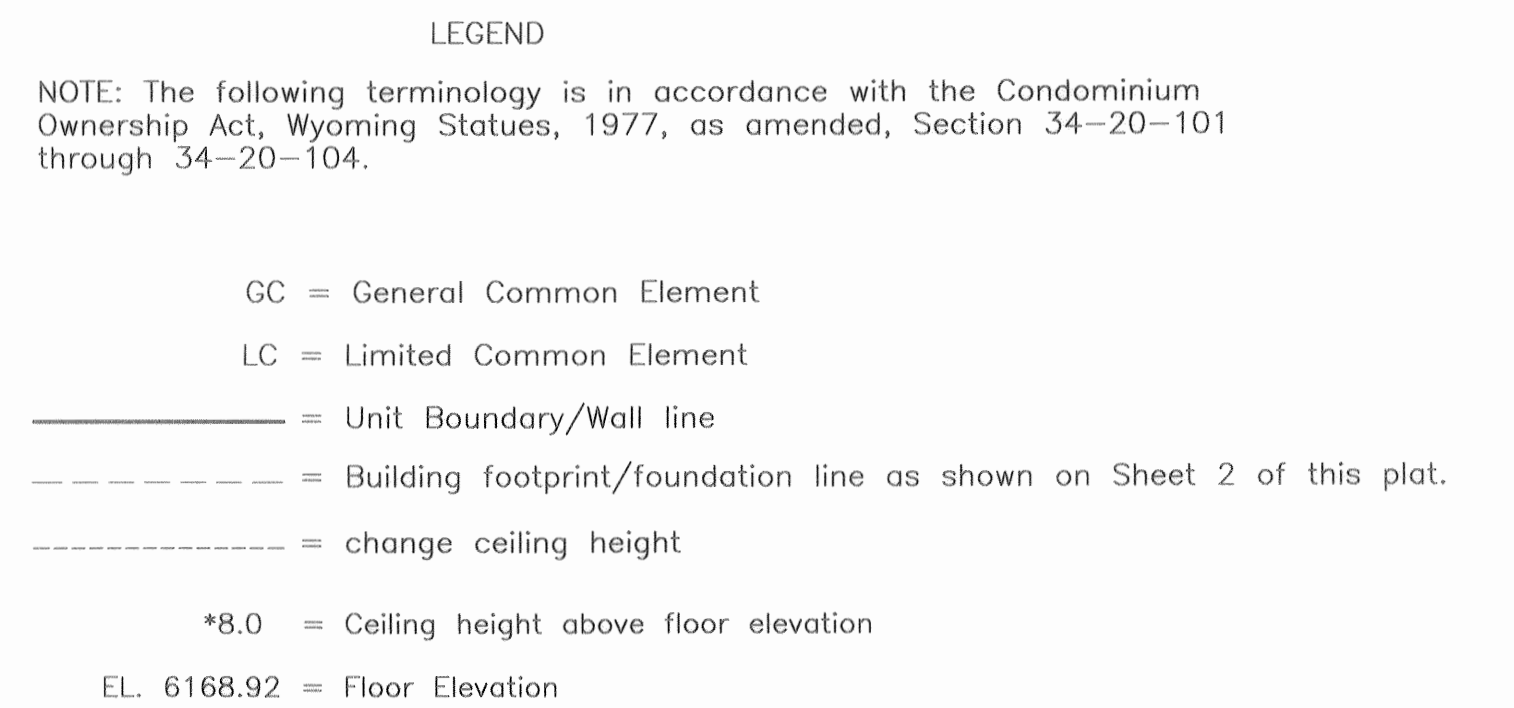 LEGEND
NOTE: The following terminology is in accordance with the Condominium
Ownership Act, Wyoming Statues, 1977, as amended, Section 34-20-101
through 34-20-104.
GC = General Common Element
LC = Limited Common Element
= Unit Boundary/Wall line
= Building footprint/foundation line as shown on Sheet 2 of this plat.
= change ceiling height
*8.0 = Ceiling height above floor elevation
EL. 6168.92 = Floor Elevation